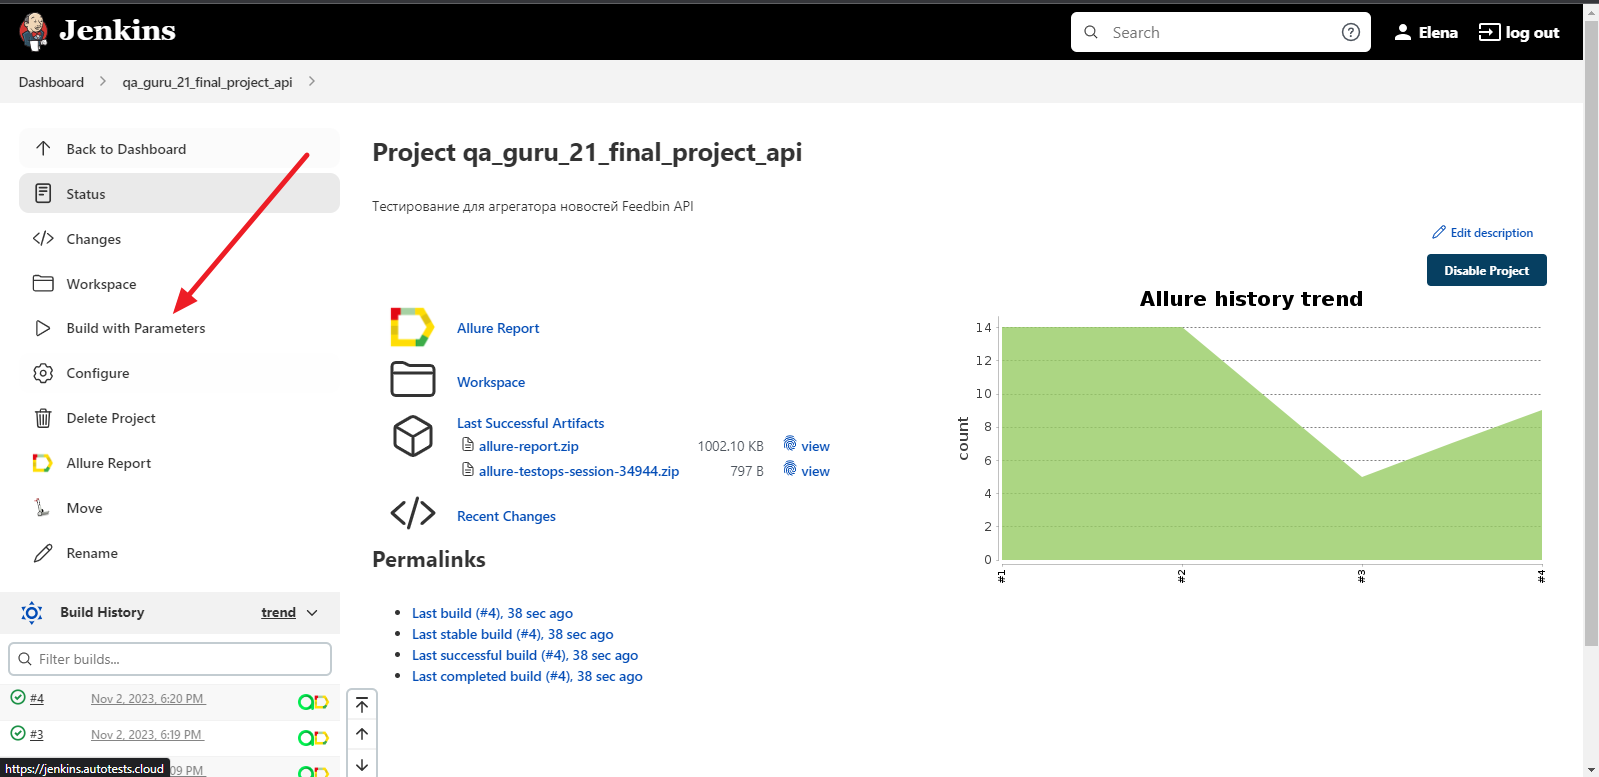 Jenkins
Search
Elena
log out
Dashboard
qa_guru_21_final_project_api
Back to Dashboard
Status
Changes
Workspace
Build with Parameters
Configure
Delete Project
Allure Report
Move
Rename
Build History
trend
Filter builds...
#4
Nov 2, 2023, 6:20 PM
#3
Nov 2, 2023, 6:19 PM
:09 PM
https://jenkins.autotests.cloud
Project qa_guru_21_final_project_api
Тестирование для агрегатора новостей Feedbin API
Edit description
Disable Project
Allure Report
Workspace
Last Successful Artifacts
allure-report.zip 1002.10 KB view
allure-testops-session-34944.zip 797 B view
Recent Changes
Permalinks
Last build (#4), 38 sec ago
Last stable build (#4), 38 sec ago
Last successful build (#4), 38 sec ago
Last completed build (#4), 38 sec ago
Allure history trend
count
14
12
10
8
6
4
2
0
#1
#2
#3
#4